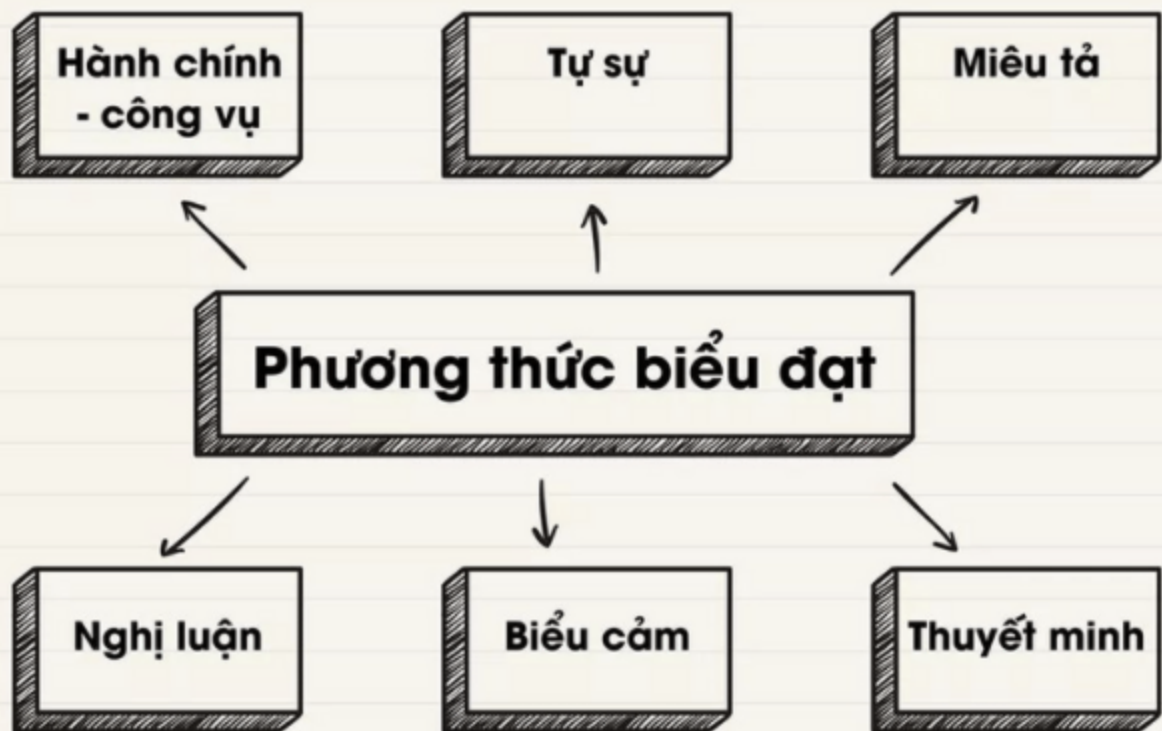 Hành chính
- công vụ
Tự sự
Miêu tả
Phương thức biểu đạt
Nghị luận
Biểu cảm
Thuyết minh